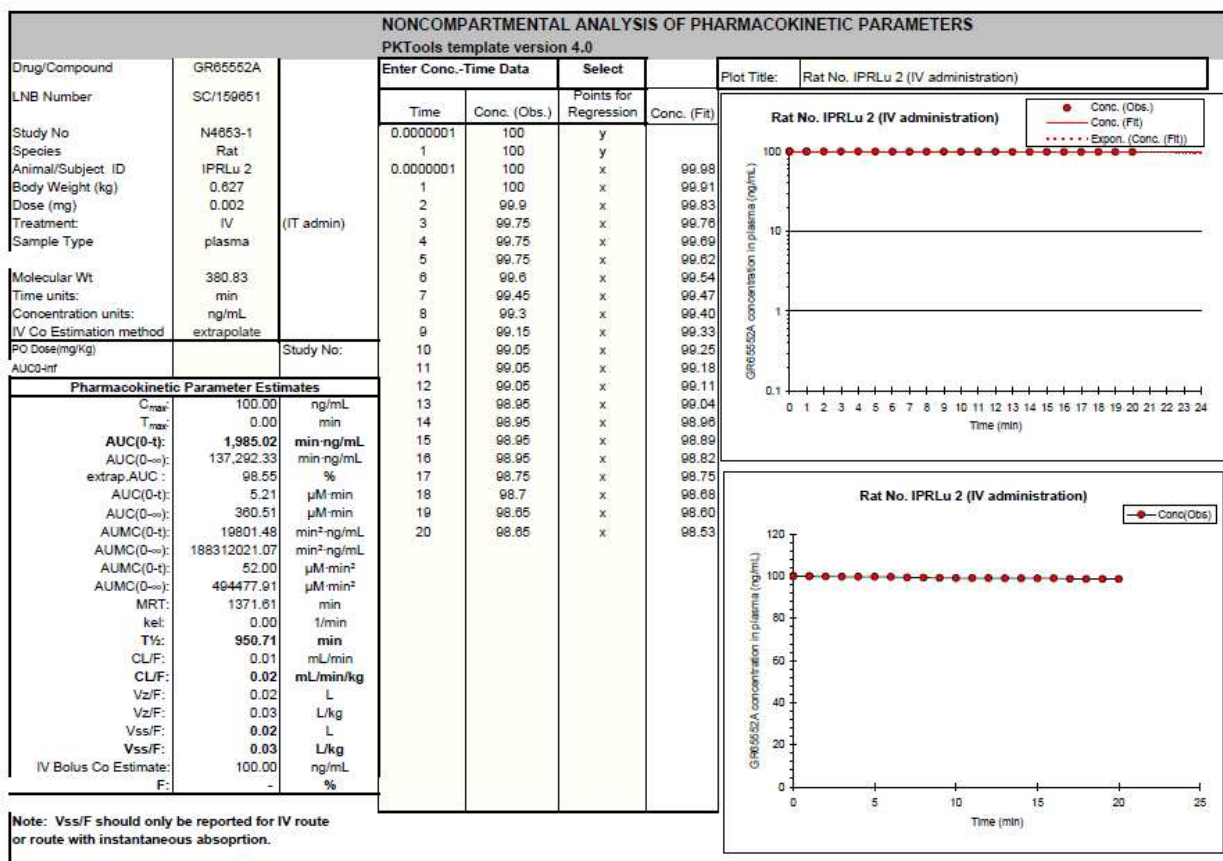 NONCOMPARTMENTAL ANALYSIS OF PHARMACOKINETIC PARAMETERS
PKTools template version 4.0
Drug/Compound GR65552A
LNB Number SC/159651
Study No N4653-1
Species Rat
Animal/Subject ID IPRLu 2
Body Weight (kg) 0.627
Dose (mg) 0.002
Treatment: IV (IT admin)
Sample Type plasma
Molecular Wt 380.83
Time units: min
Concentration units: ng/mL
IV Co Estimation method extrapolate
PO Dose(mg/Kg) Study No:
AUC0-inf
Pharmacokinetic Parameter Estimates
Cmax: 100.00 ng/mL
Tmax: 0.00 min
AUC(0-t): 1,985.02 min·ng/mL
AUC(0-∞): 137,292.33 min·ng/mL
extrap.AUC : 98.55 %
AUC(0-t): 5.21 µM·min
AUC(0-∞): 360.51 µM·min
AUMC(0-t): 19801.48 min²·ng/mL
AUMC(0-∞): 188312021.07 min²·ng/mL
AUMC(0-t): 52.00 µM·min²
AUMC(0-∞): 494477.91 µM·min²
MRT: 1371.61 min
kel: 0.00 1/min
T½: 950.71 min
CL/F: 0.01 mL/min
CL/F: 0.02 mL/min/kg
Vz/F: 0.02 L
Vz/F: 0.03 L/kg
Vss/F: 0.02 L
Vss/F: 0.03 L/kg
IV Bolus Co Estimate: 100.00 ng/mL
F: - %
Note: Vss/F should only be reported for IV route
or route with instantaneous absoprtion.
Enter Conc.-Time Data Select
Time Conc. (Obs.) Points for Regression Conc. (Fit)
0.0000001 100 y
1 100 y
0.0000001 100 x 99.98
1 100 x 99.91
2 99.9 x 99.83
3 99.75 x 99.76
4 99.75 x 99.69
5 99.75 x 99.62
6 99.6 x 99.54
7 99.45 x 99.47
8 99.3 x 99.40
9 99.15 x 99.33
10 99.05 x 99.25
11 99.05 x 99.18
12 99.05 x 99.11
13 98.95 x 99.04
14 98.95 x 98.96
15 98.95 x 98.89
16 98.95 x 98.82
17 98.75 x 98.75
18 98.7 x 98.68
19 98.65 x 98.60
20 98.65 x 98.53
Plot Title: Rat No. IPRLu 2 (IV administration)
Rat No. IPRLu 2 (IV administration)
Conc. (Obs.)
Conc. (Fit)
Expon. (Conc. (Fit))
GR65552A concentration in plasma (ng/mL)
100
10
1
0.1
0 1 2 3 4 5 6 7 8 9 10 11 12 13 14 15 16 17 18 19 20 21 22 23 24
Time (min)
Rat No. IPRLu 2 (IV administration)
Conc(Obs)
GR65552A concentration in plasma (ng/mL)
120
100
80
60
40
20
0
0 5 10 15 20 25
Time (min)